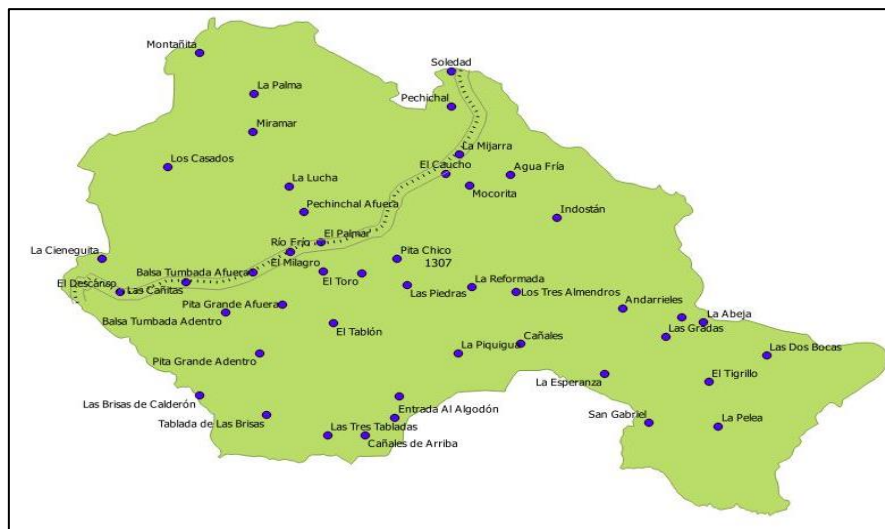 Montañita
La Palma
Miramar
Los Casados
La Lucha
Pechinchal Afuera
Soledad
Pechichal
La Mijarra
El Caucho
Agua Fría
Mocorita
Indostán
La Cieneguita
Río Frío
El Palmar
Pita Chico
1307
Balsa Tumbada Afuera
El Milagro
El Toro
El Descanso
Las Cañitas
Las Piedras
La Reformada
Los Tres Almendros
Pita Grande Afuera
Balsa Tumbada Adentro
El Tablón
Andarrieles
La Abeja
Las Gradas
Pita Grande Adentro
La Piquigua
Cañales
Las Dos Bocas
La Esperanza
El Tigrillo
Las Brisas de Calderón
Tablada de Las Brisas
Entrada Al Algodón
Las Tres Tabladas
Cañales de Arriba
San Gabriel
La Pelea